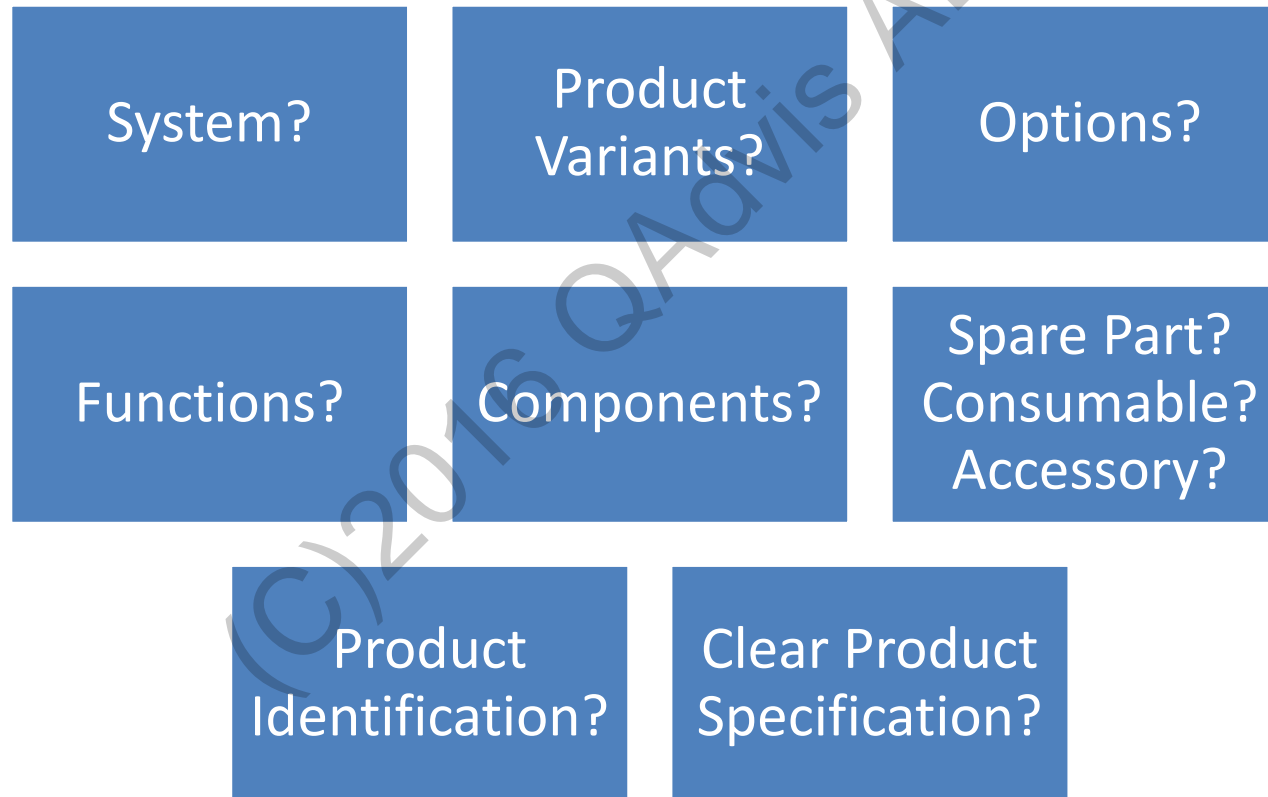 System?
Product
Variants?
Options?
Functions?
Components?
Spare Part?
Consumable?
Accessory?
Product
Identification?
Clear Product
Specification?
(C)2016 QAdvis